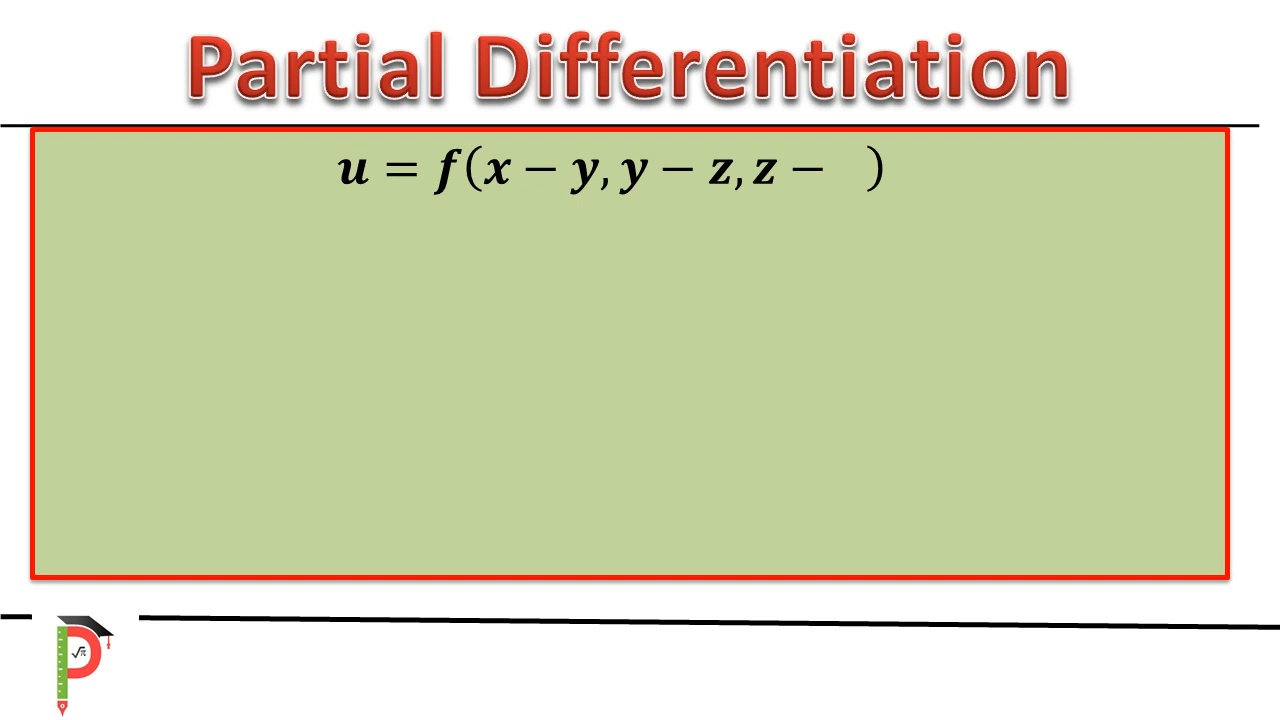 Partial Differentiation
u = f(x − y, y − z, z − )